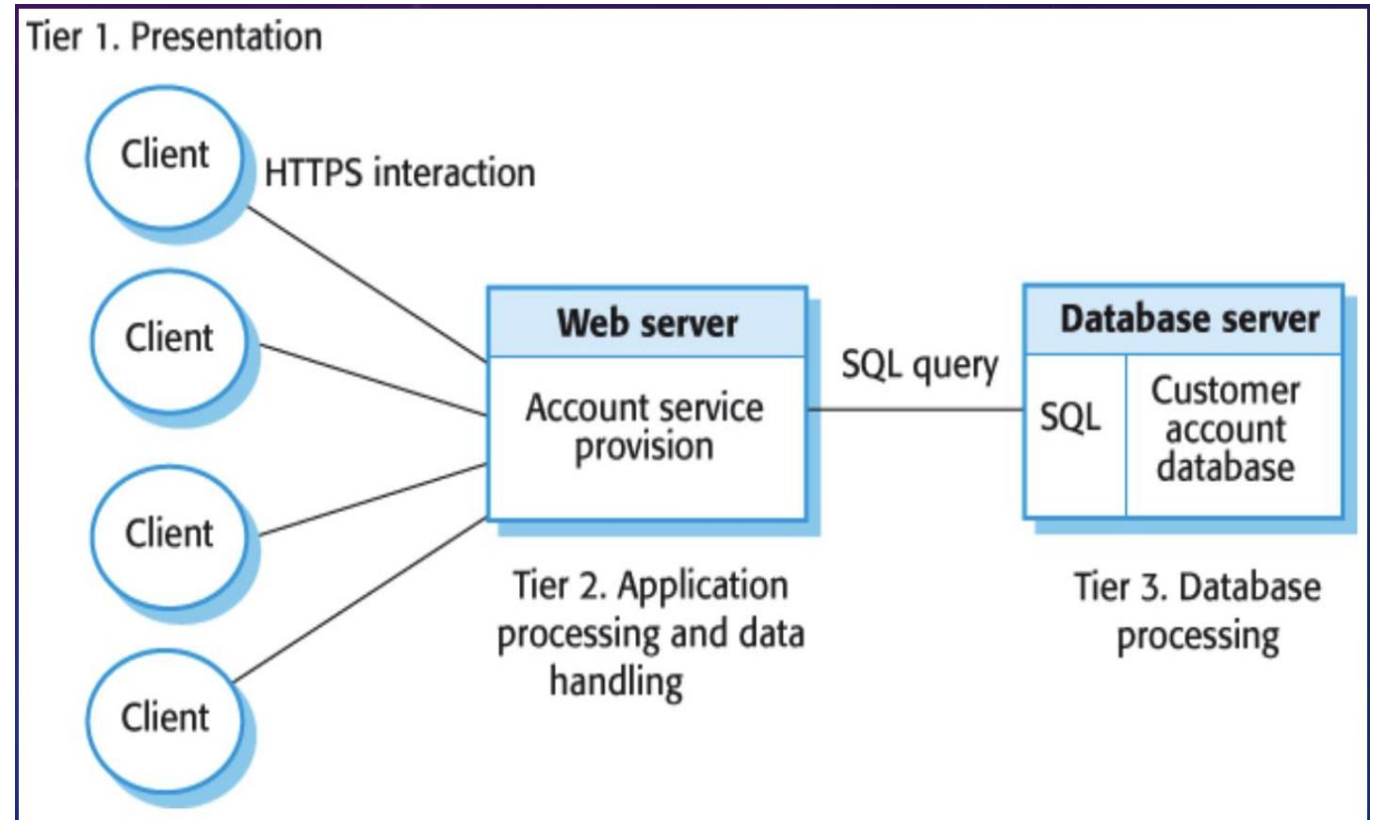 Tier 1. Presentation
Client
HTTPS interaction
Client
Client
Client
Web server
Account service
provision
Tier 2. Application
processing and data
handling
SQL query
Database server
SQL
Customer
account
database
Tier 3. Database
processing